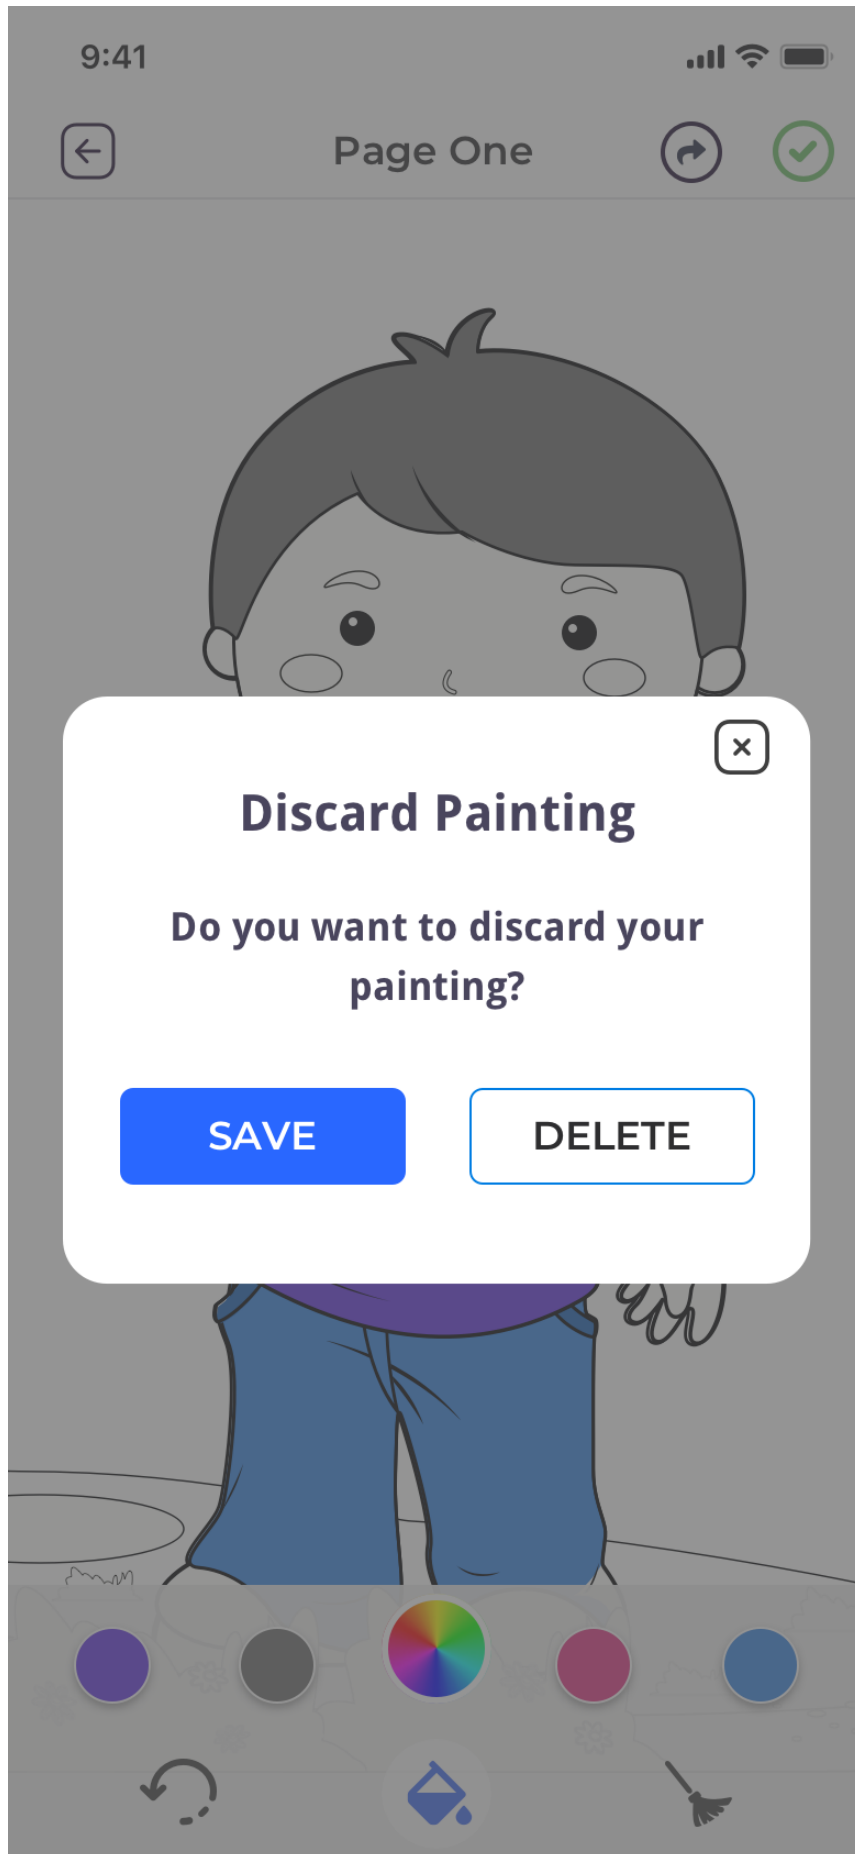 9:41
Page One
Discard Painting
Do you want to discard your
painting?
SAVE
DELETE